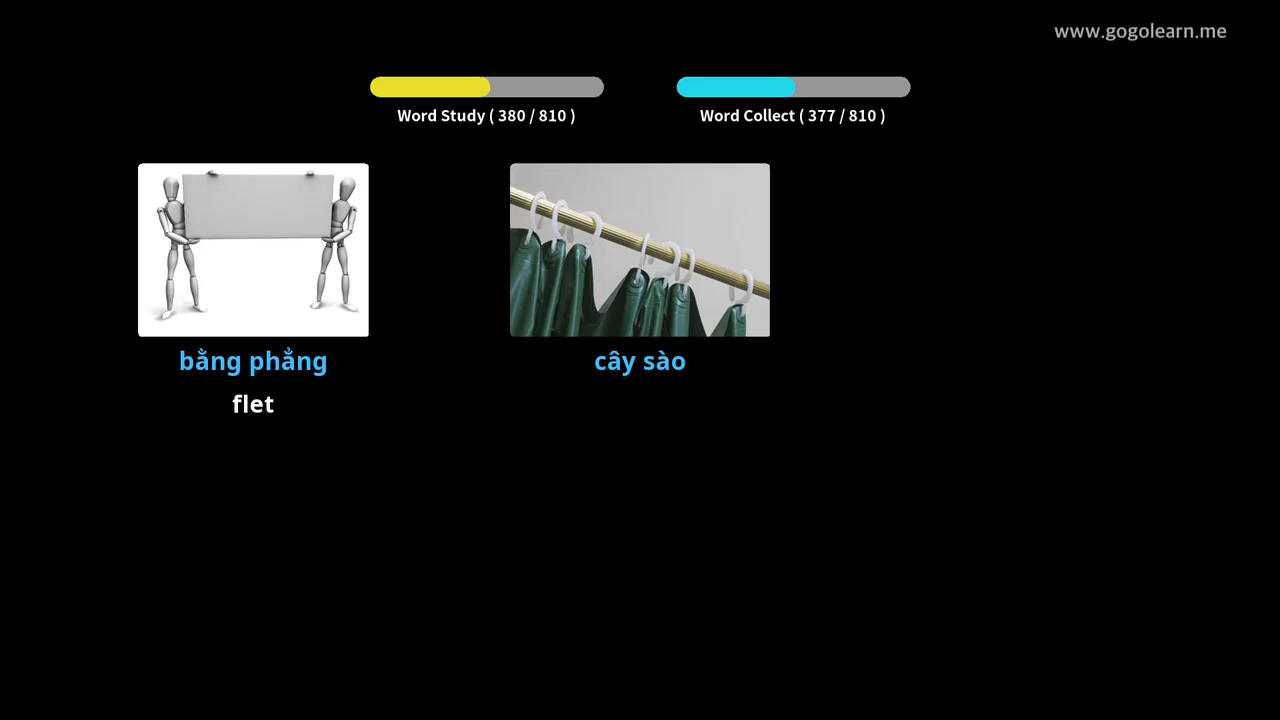 www.gogolearn.me
Word Study ( 380 / 810 )
Word Collect ( 377 / 810 )
bằng phẳng
cây sào
flet